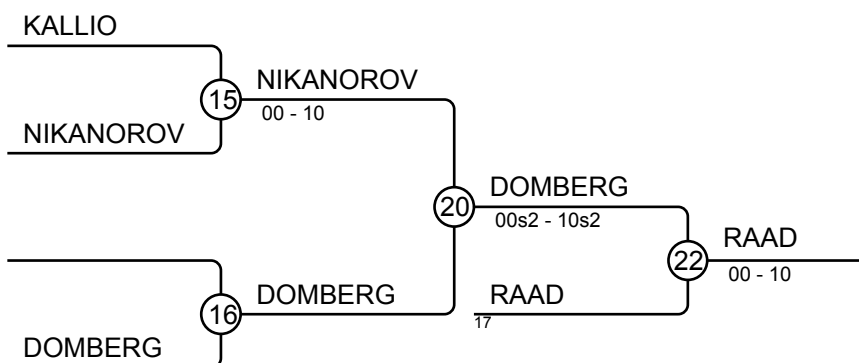 KALLIO
15
NIKANOROV
00 - 10
NIKANOROV
20
DOMBERG
00s2 - 10s2
22
RAAD
00 - 10
16
DOMBERG
RAAD
17
DOMBERG